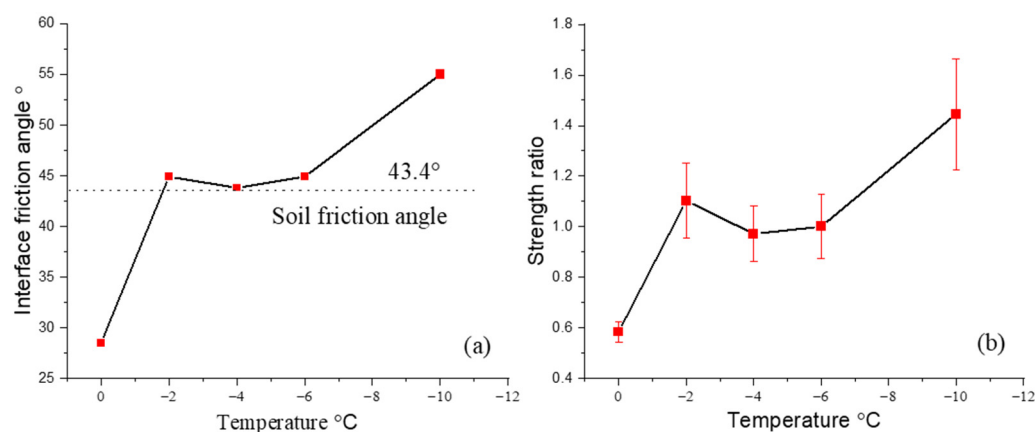 60
55
50
45
40
35
30
25
Interface friction angle °
43.4°
Soil friction angle
(a)
0 −2 −4 −6 −8 −10 −12
Temperature °C
1.8
1.6
1.4
1.2
1.0
0.8
0.6
0.4
Strength ratio
(b)
0 −2 −4 −6 −8 −10 −12
Temperature °C